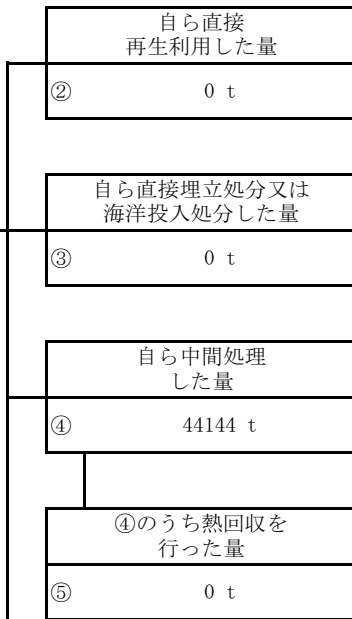 自ら直接
再生利用した量
② 0 t
自ら直接埋立処分又は
海洋投入処分した量
③ 0 t
自ら中間処理
した量
④ 44144 t
④のうち熱回収を
行った量
⑤ 0 t